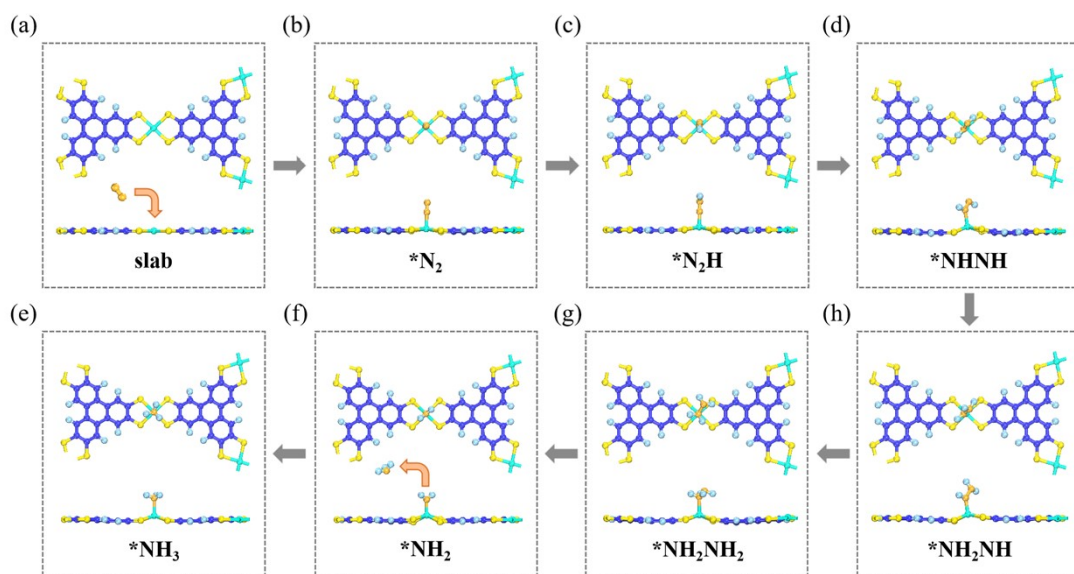 (a)
(b)
(c)
(d)
slab
*N₂
*N₂H
*NHNH
(e)
(f)
(g)
(h)
*NH₃
*NH₂
*NH₂NH₂
*NH₂NH